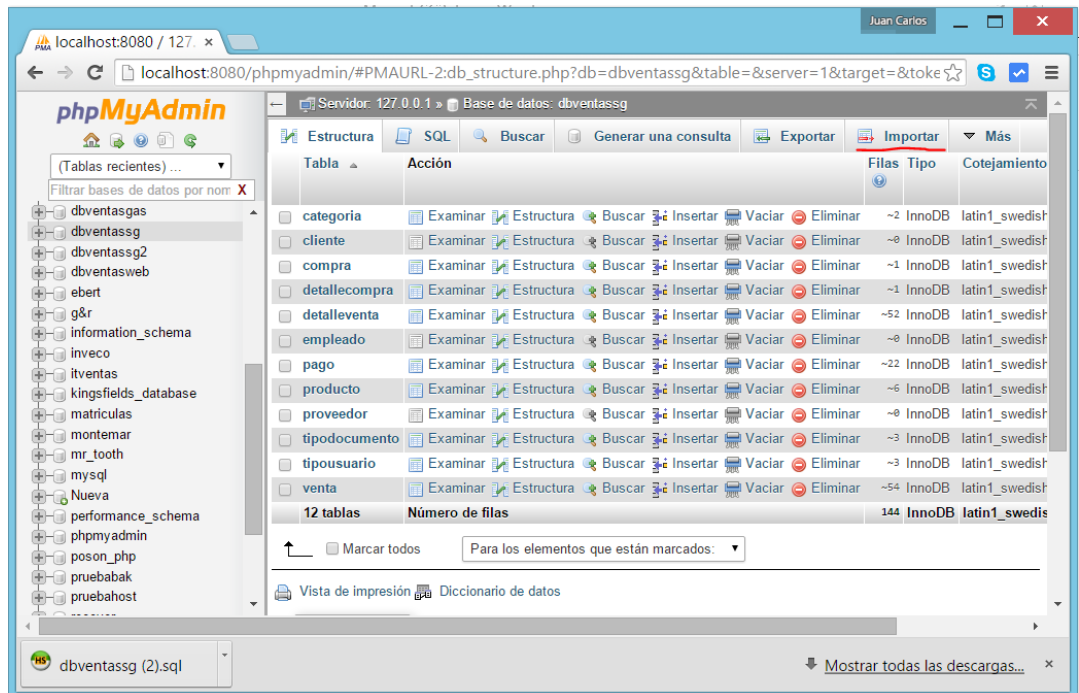 Juan Carlos
localhost:8080 / 127.
localhost:8080/phpmyadmin/#PMAURL-2:db_structure.php?db=dbventassg&table=&server=1&target=&toke
phpMyAdmin
(Tablas recientes) ...
Filtrar bases de datos por nom X
dbventasgas
dbventassg
dbventassg2
dbventasweb
ebert
g&r
information_schema
inveco
itventas
kingsfields_database
matriculas
montemar
mr_tooth
mysql
Nueva
performance_schema
phpmyadmin
poson_php
pruebabak
pruebahost
Servidor: 127.0.0.1 » Base de datos: dbventassg
Estructura SQL Buscar Generar una consulta Exportar Importar Más
Tabla Acción Filas Tipo Cotejamiento
categoria Examinar Estructura Buscar Insertar Vaciar Eliminar ~2 InnoDB latin1_swedish
cliente Examinar Estructura Buscar Insertar Vaciar Eliminar ~0 InnoDB latin1_swedish
compra Examinar Estructura Buscar Insertar Vaciar Eliminar ~1 InnoDB latin1_swedish
detallecompra Examinar Estructura Buscar Insertar Vaciar Eliminar ~1 InnoDB latin1_swedish
detalleventa Examinar Estructura Buscar Insertar Vaciar Eliminar ~52 InnoDB latin1_swedish
empleado Examinar Estructura Buscar Insertar Vaciar Eliminar ~0 InnoDB latin1_swedish
pago Examinar Estructura Buscar Insertar Vaciar Eliminar ~22 InnoDB latin1_swedish
producto Examinar Estructura Buscar Insertar Vaciar Eliminar ~6 InnoDB latin1_swedish
proveedor Examinar Estructura Buscar Insertar Vaciar Eliminar ~0 InnoDB latin1_swedish
tipodocumento Examinar Estructura Buscar Insertar Vaciar Eliminar ~3 InnoDB latin1_swedish
tipousuario Examinar Estructura Buscar Insertar Vaciar Eliminar ~3 InnoDB latin1_swedish
venta Examinar Estructura Buscar Insertar Vaciar Eliminar ~54 InnoDB latin1_swedish
12 tablas Número de filas 144 InnoDB latin1_swedis
Marcar todos Para los elementos que están marcados:
Vista de impresión Diccionario de datos
dbventassg (2).sql
Mostrar todas las descargas...